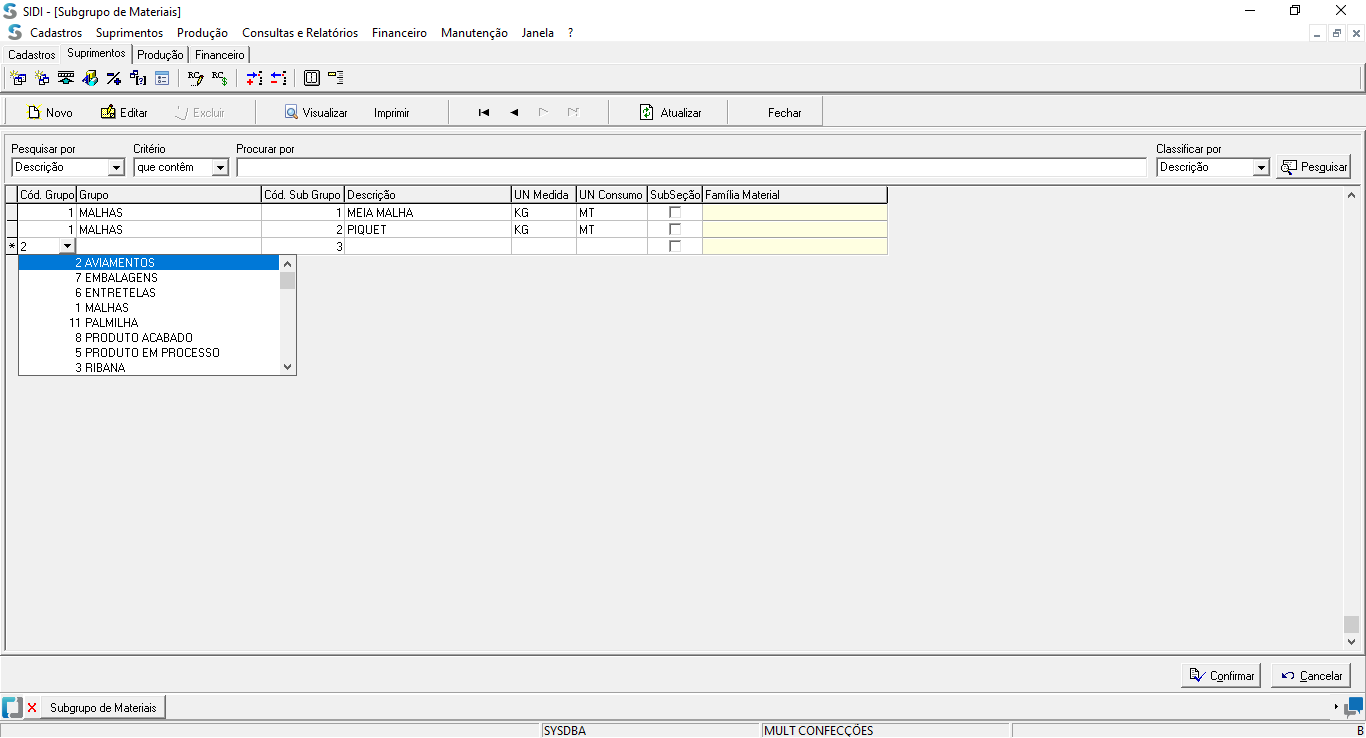 SIDI - [Subgrupo de Materiais]
Cadastros Suprimentos Produção Consultas e Relatórios Financeiro Manutenção Janela ?
Cadastros Suprimentos Produção Financeiro
Novo Editar Excluir Visualizar Imprimir Atualizar Fechar
Pesquisar por Critério Procurar por Classificar por
Descrição que contêm Descrição Pesquisar
Cód. Grupo Grupo Cód. Sub Grupo Descrição UN Medida UN Consumo SubSeção Família Material
1 MALHAS 1 MEIA MALHA KG MT
1 MALHAS 2 PIQUET KG MT
* 2 3
2 AVIAMENTOS
7 EMBALAGENS
6 ENTRETELAS
1 MALHAS
11 PALMILHA
8 PRODUTO ACABADO
5 PRODUTO EM PROCESSO
3 RIBANA
Confirmar Cancelar
Subgrupo de Materiais
SYSDBA MULT CONFECÇÕES B